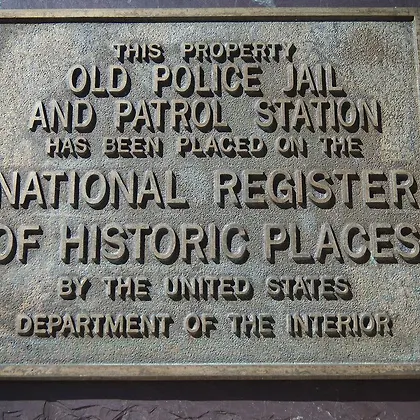 THIS PROPERTY
OLD POLICE JAIL
AND PATROL STATION
HAS BEEN PLACED ON THE
NATIONAL REGISTER
OF HISTORIC PLACES
BY THE UNITED STATES
DEPARTMENT OF THE INTERIOR